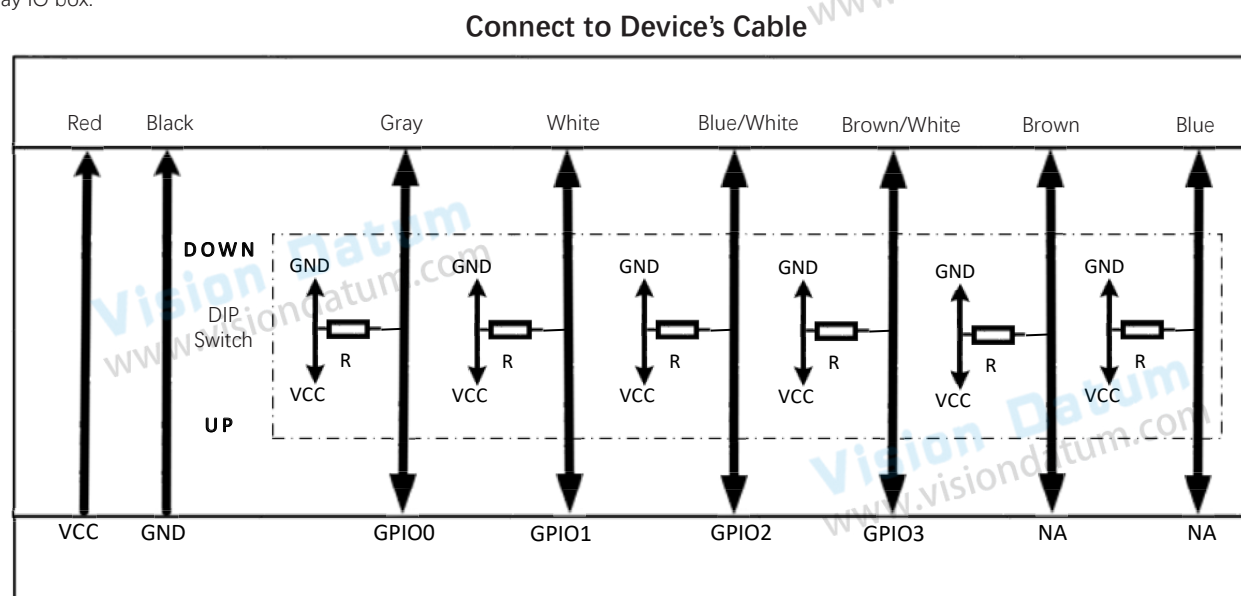 ay IO box.
Connect to Device's Cable
Red Black Gray White Blue/White Brown/White Brown Blue
DOWN
GND GND GND GND GND GND
DIP
Switch
R R R R R R
VCC VCC VCC VCC VCC VCC
UP
VCC GND GPIO0 GPIO1 GPIO2 GPIO3 NA NA
Vision Datum
www.visiondatum.com
Vision Datum
www.visiondatum.com
www